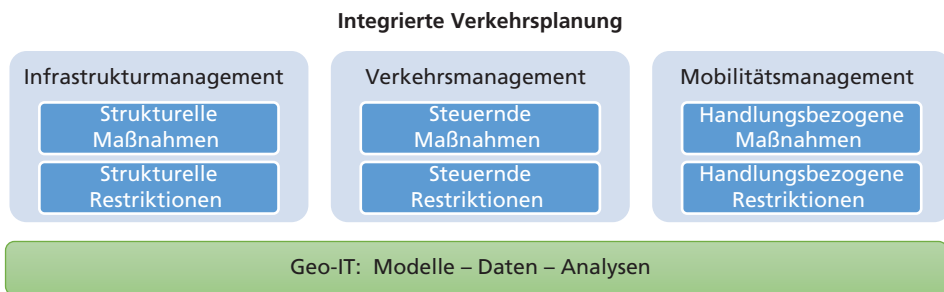 Integrierte Verkehrsplanung
Infrastrukturmanagement
Strukturelle
Maßnahmen
Strukturelle
Restriktionen
Verkehrsmanagement
Steuernde
Maßnahmen
Steuernde
Restriktionen
Mobilitätsmanagement
Handlungsbezogene
Maßnahmen
Handlungsbezogene
Restriktionen
Geo-IT: Modelle – Daten – Analysen